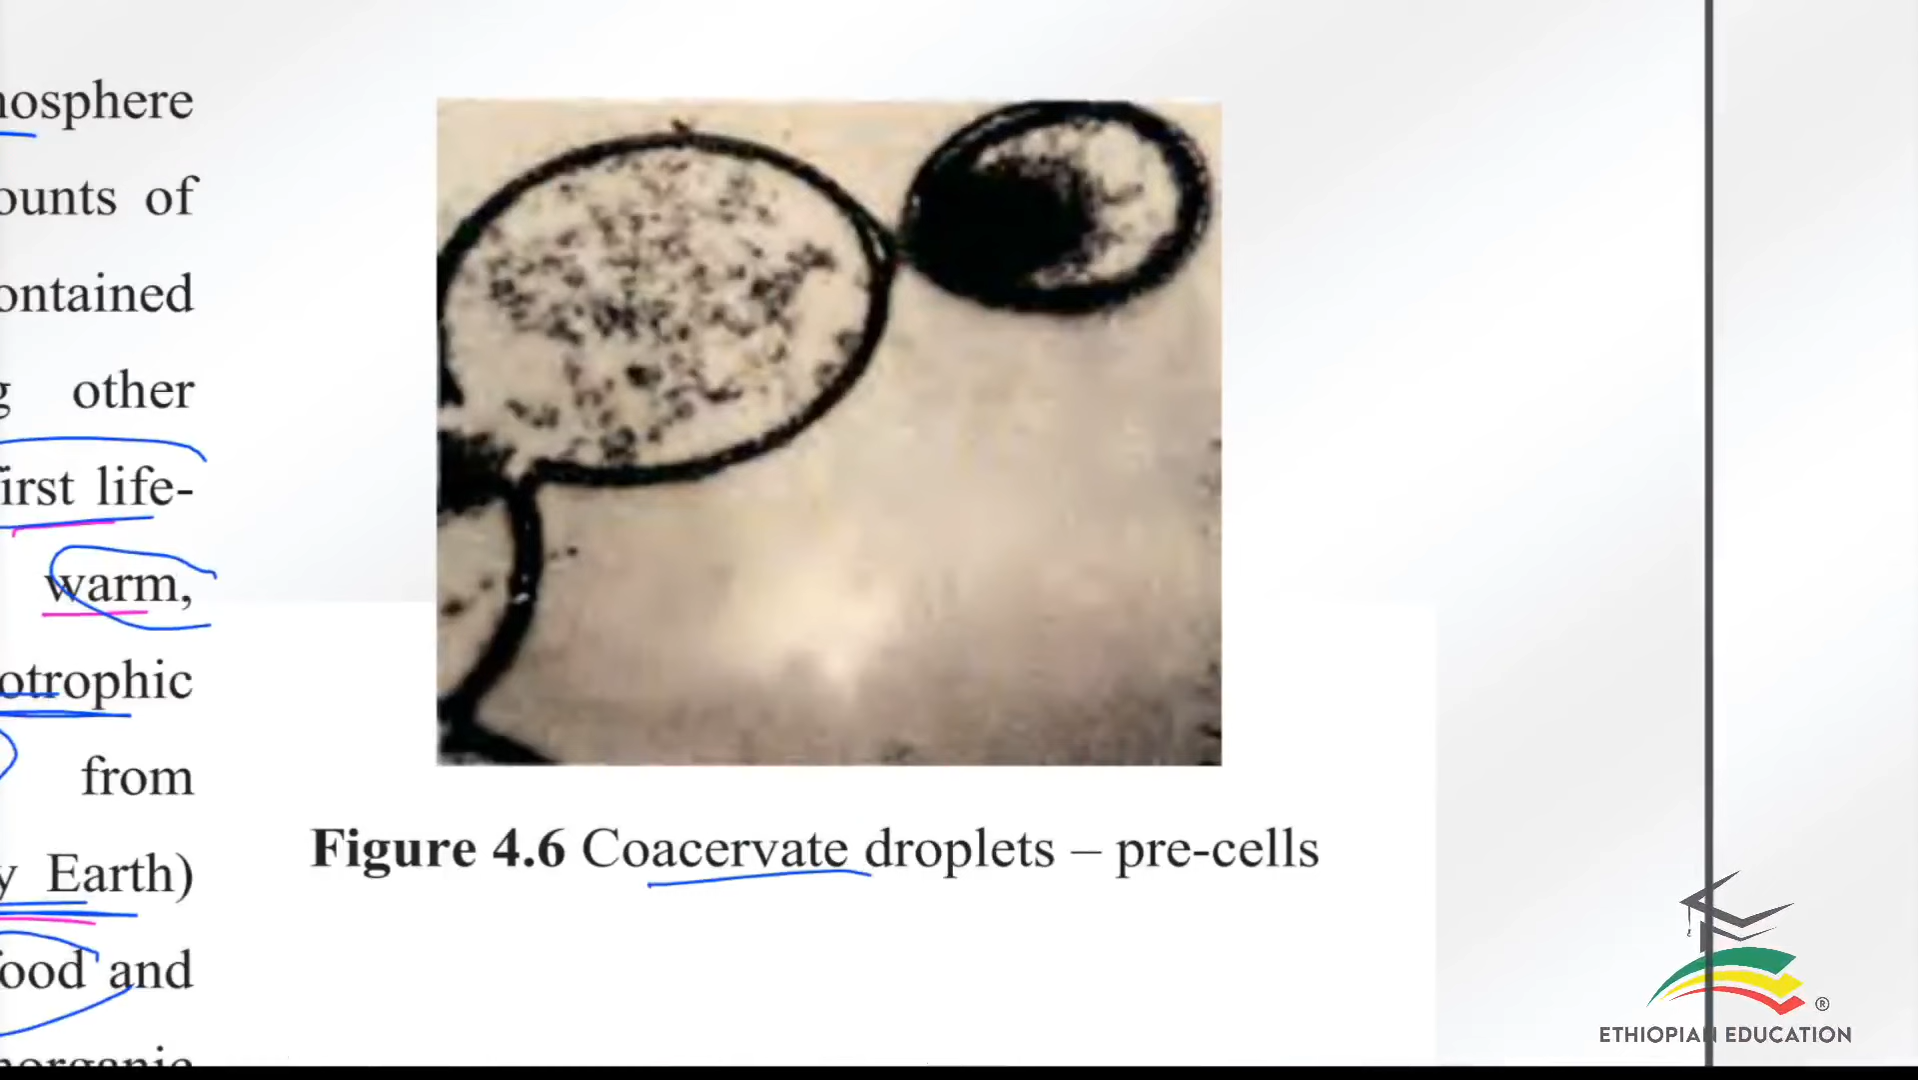 osphere
ounts of
ontained
g other
irst life-
warm,
otrophic
from
y Earth)
ood and
Figure 4.6 Coacervate droplets – pre-cells
®
ETHIOPIAN EDUCATION